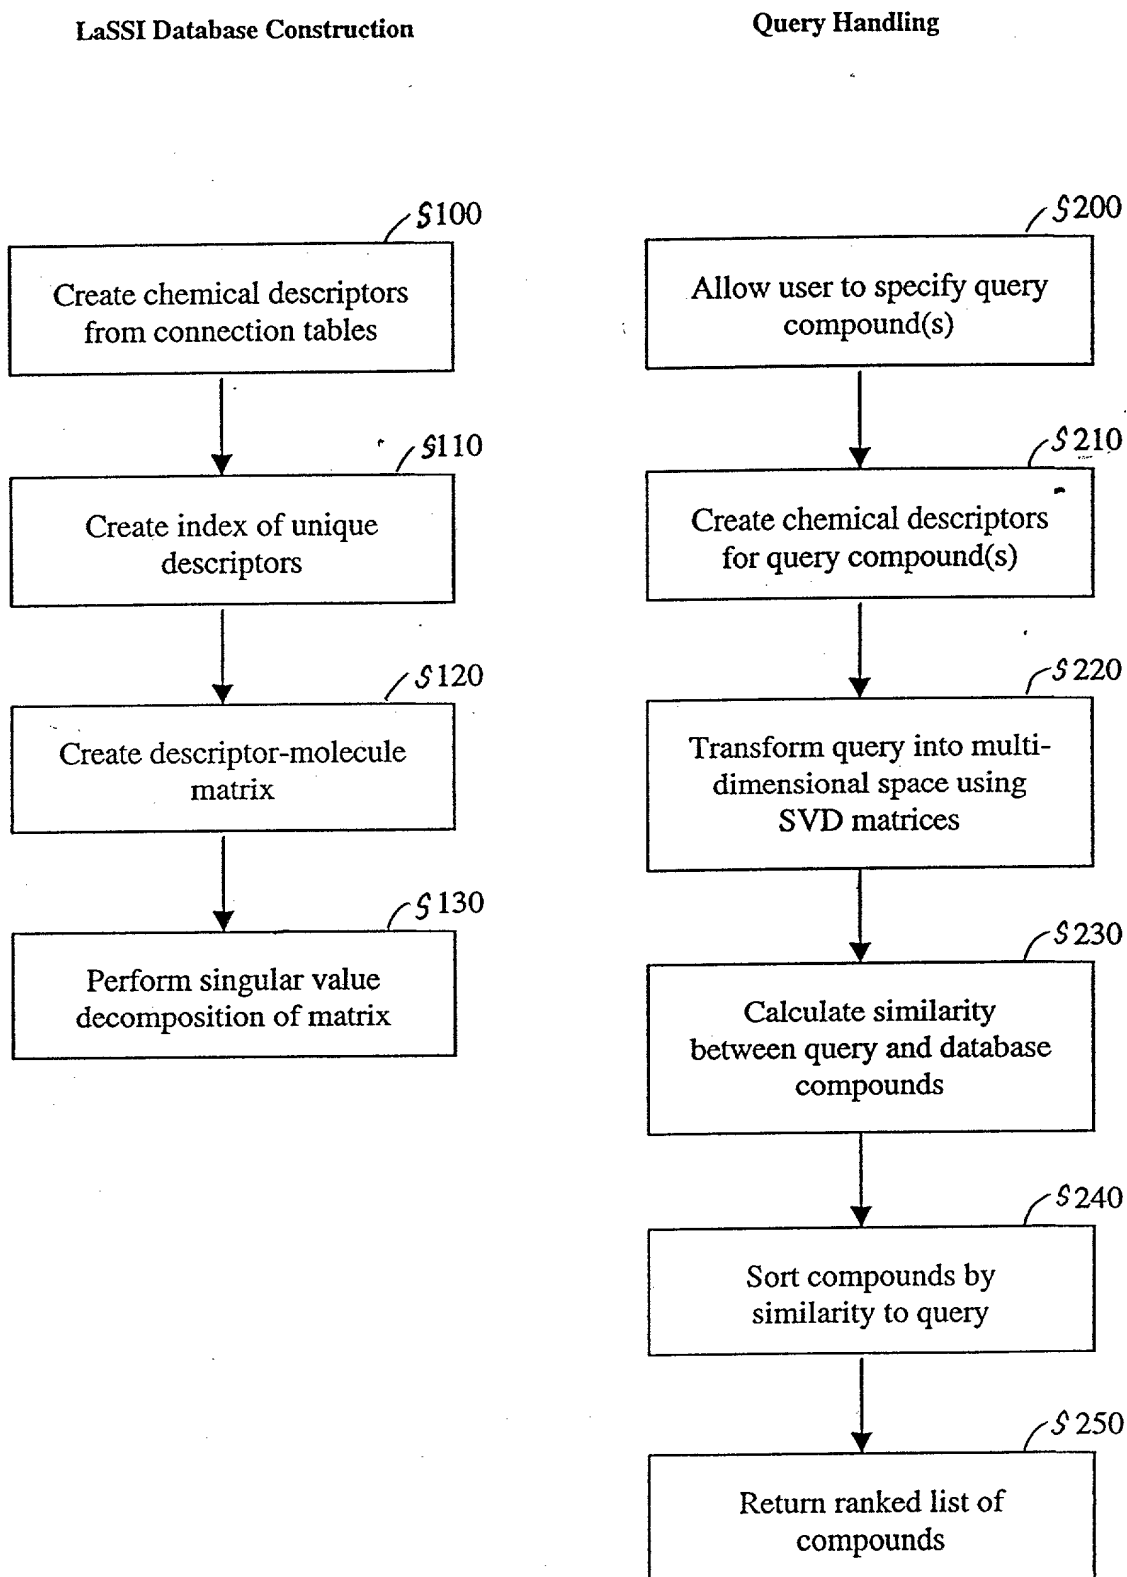 LaSSI Database Construction
S100
Create chemical descriptors
from connection tables
S110
Create index of unique
descriptors
S120
Create descriptor-molecule
matrix
S130
Perform singular value
decomposition of matrix
Query Handling
S200
Allow user to specify query
compound(s)
S210
Create chemical descriptors
for query compound(s)
S220
Transform query into multi-
dimensional space using
SVD matrices
S230
Calculate similarity
between query and database
compounds
S240
Sort compounds by
similarity to query
S250
Return ranked list of
compounds